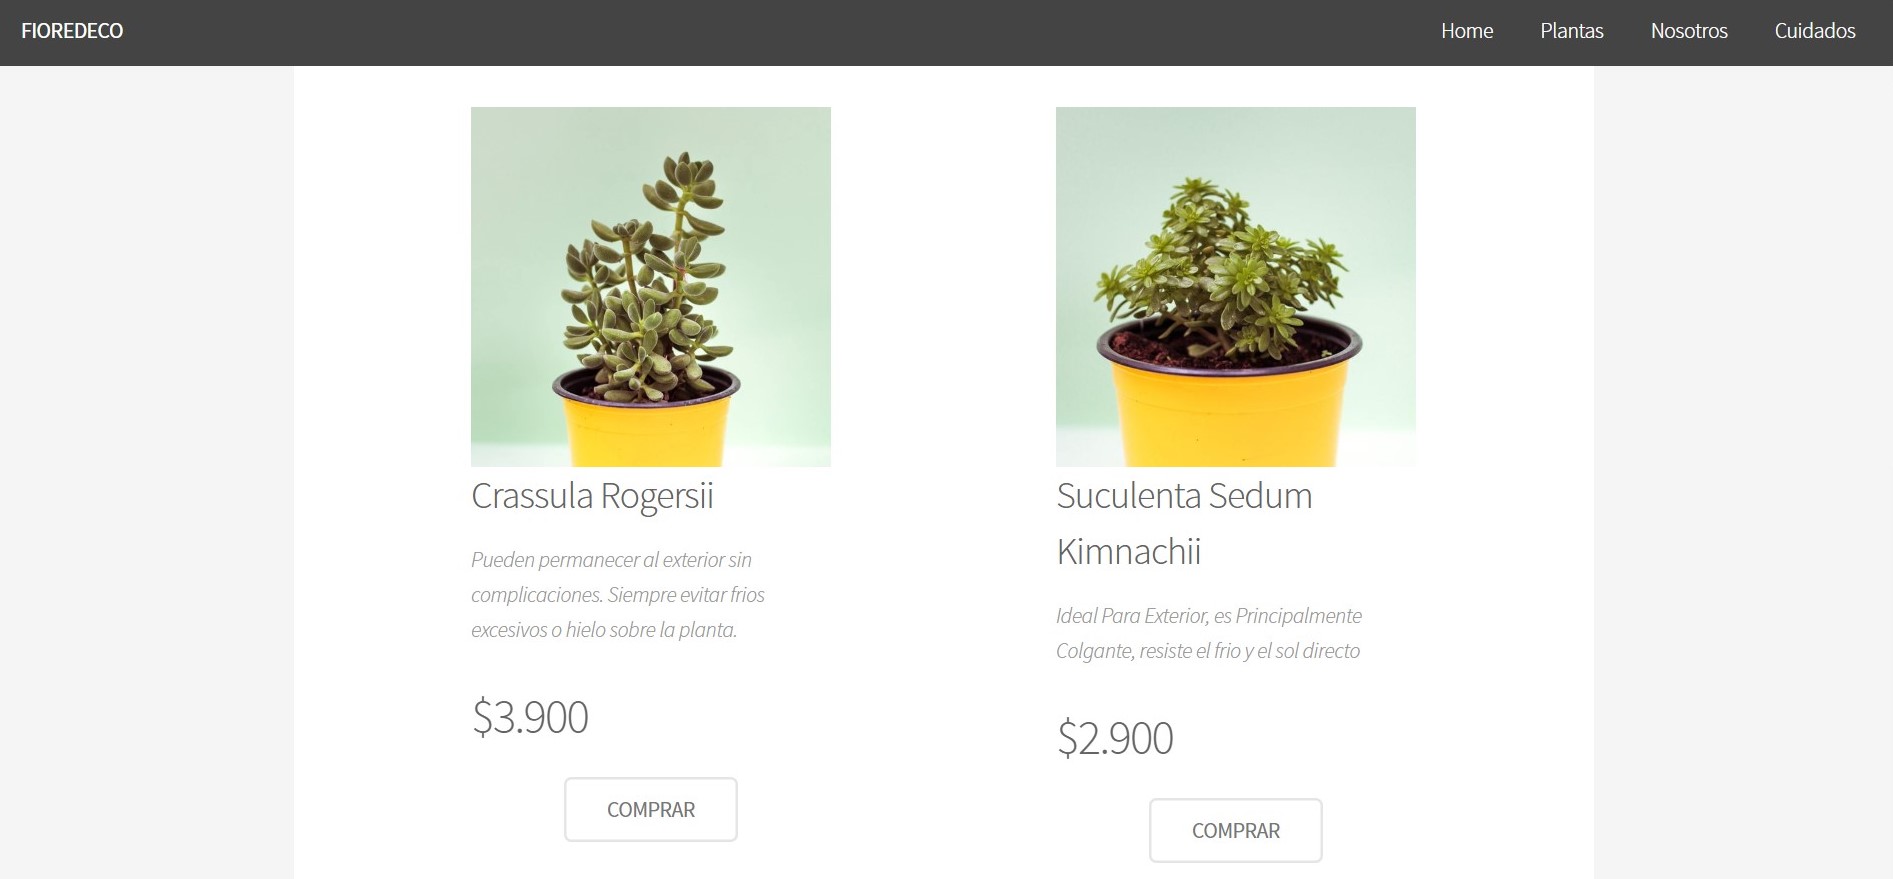 FIOREDECO
Home Plantas Nosotros Cuidados
Crassula Rogersii
Pueden permanecer al exterior sin
complicaciones. Siempre evitar frios
excesivos o hielo sobre la planta.
$3.900
COMPRAR
Suculenta Sedum
Kimnachii
Ideal Para Exterior, es Principalmente
Colgante, resiste el frio y el sol directo
$2.900
COMPRAR